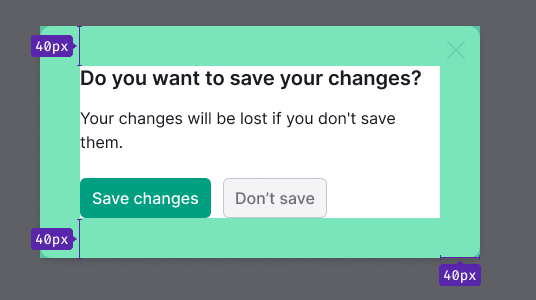 40px
Do you want to save your changes?
Your changes will be lost if you don't save
them.
Save changes
Don’t save
40px
40px